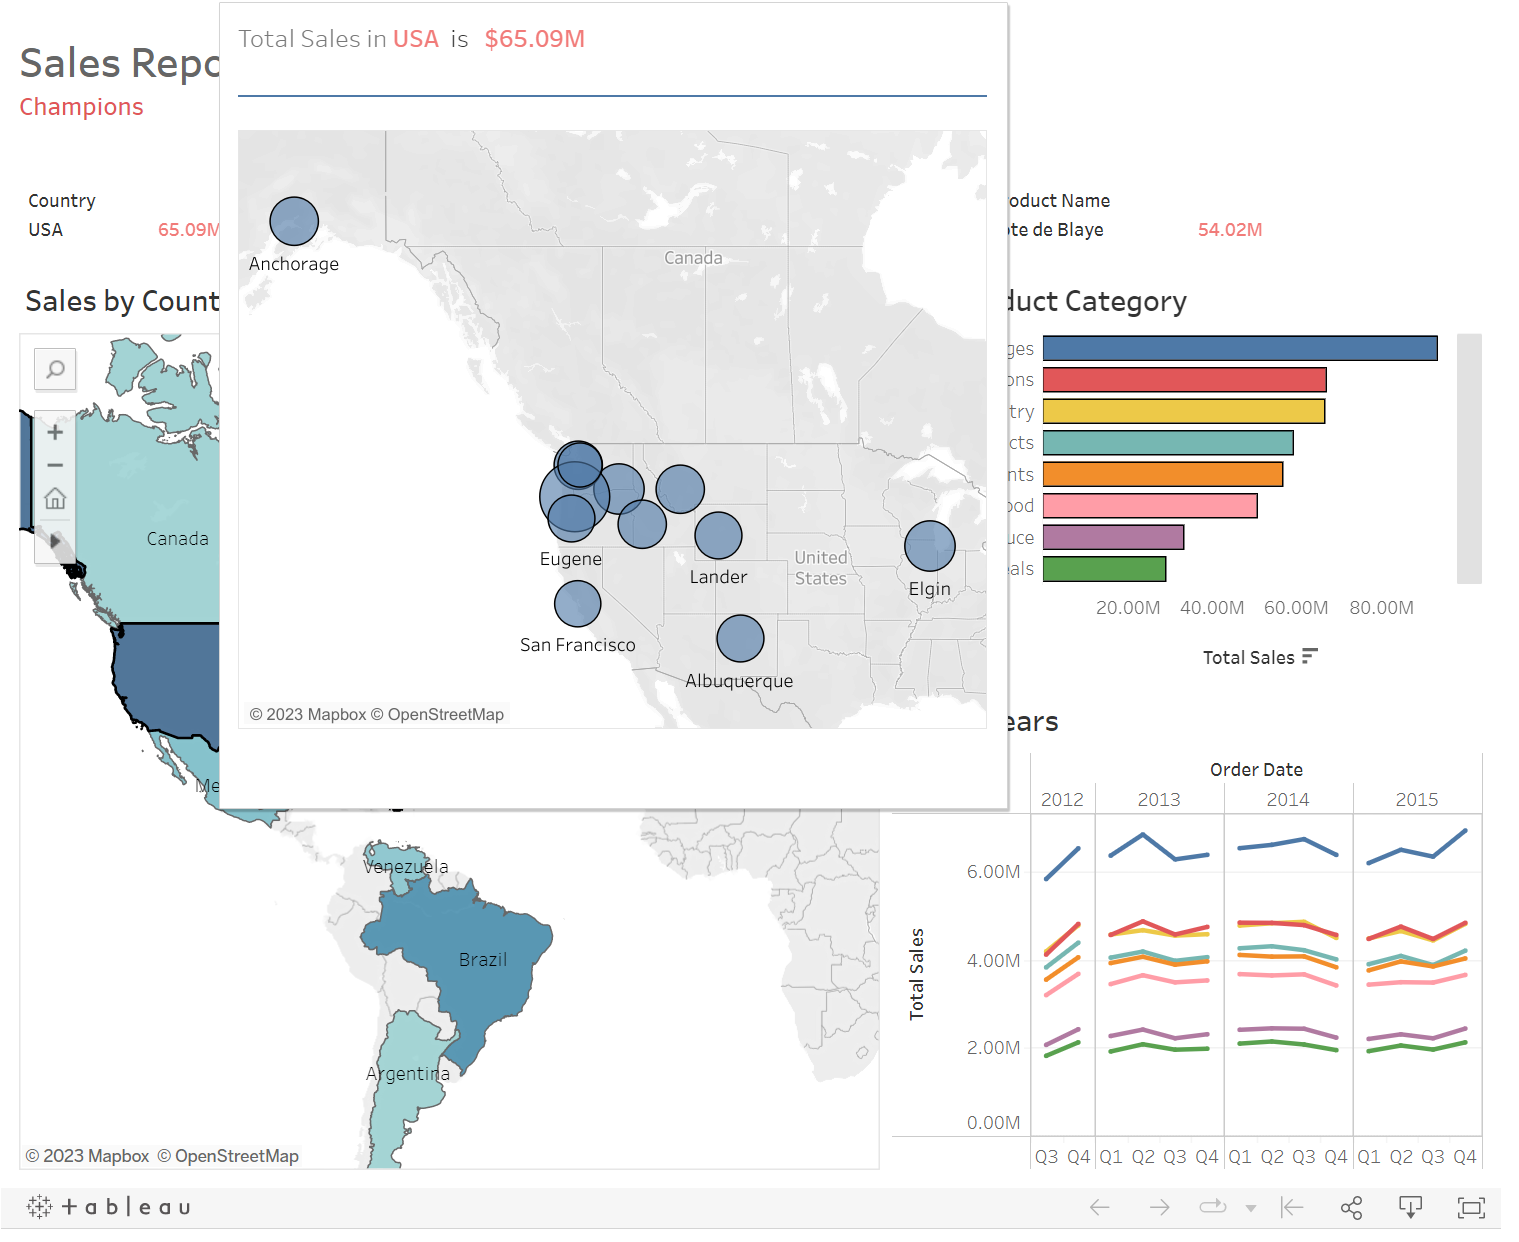 Total Sales in USA is $65.09M
Sales Repo
Champions
Country
USA 65.09M
oduct Name
ote de Blaye 54.02M
Sales by Count
duct Category
Anchorage
Canada
Eugene
Lander
United
States
Elgin
San Francisco
Albuquerque
© 2023 Mapbox © OpenStreetMap
ges
ons
try
cts
nts
ood
uce
eals
20.00M 40.00M 60.00M 80.00M
Total Sales
Canada
Me
Venezuela
Brazil
Argentina
© 2023 Mapbox © OpenStreetMap
ears
Order Date
2012 2013 2014 2015
Total Sales
6.00M
4.00M
2.00M
0.00M
Q3 Q4 Q1 Q2 Q3 Q4 Q1 Q2 Q3 Q4 Q1 Q2 Q3 Q4
+ a b l e a u